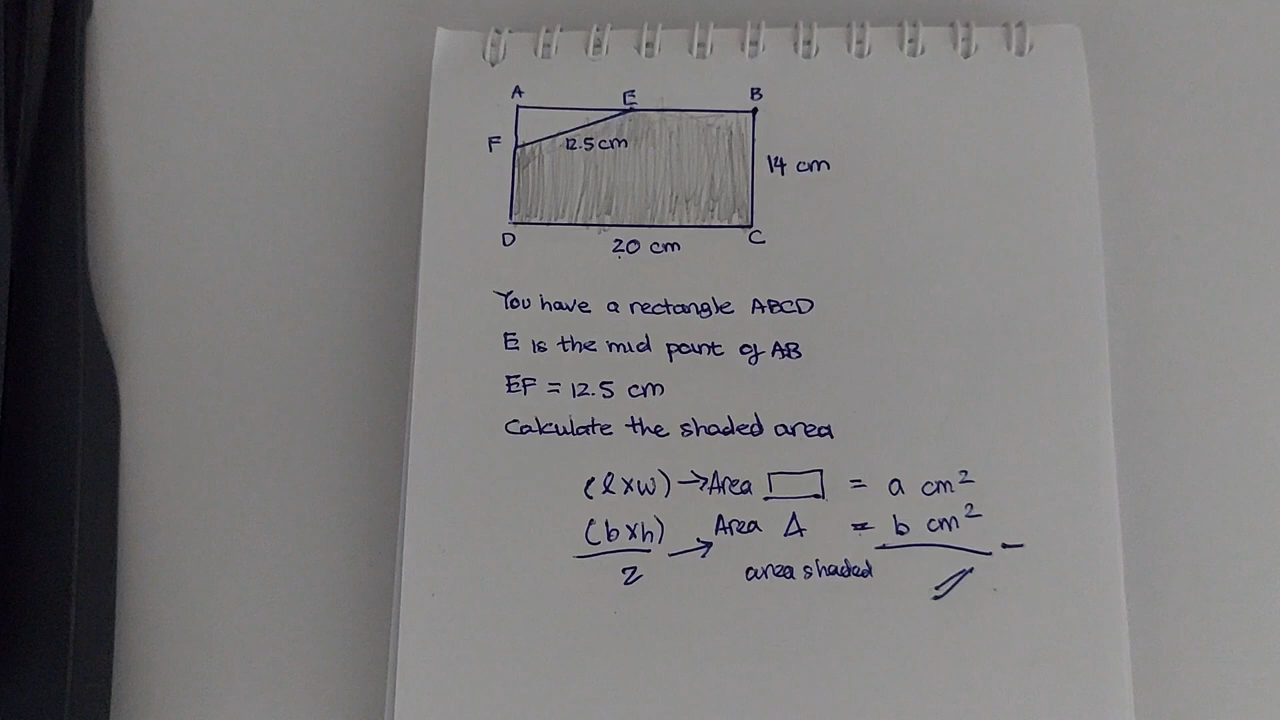 A E B
F 12.5 cm 14 cm
D 20 cm C
You have a rectangle ABCD
E is the mid point of AB
EF = 12.5 cm
Calculate the shaded area
(l×w) → Area = a cm²
(b×h) Area Δ = b cm²
2 → area shaded −